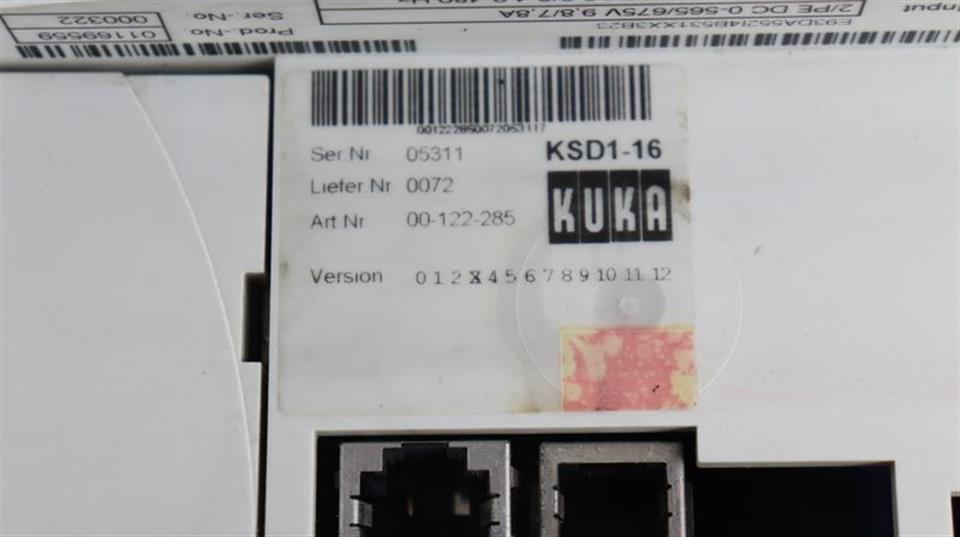 Input
2/PE DC 0-565/675V 9.8/7.8A
E93DA552I4B531XX3B23
Prod.-No. 01169559
Ser.-No. 000322
001222850072053117
Ser.Nr 05311 KSD1-16
Liefer Nr 0072 KUKA
Art Nr 00-122-285
Version 0 1 2 X 4 5 6 7 8 9 10 11 12